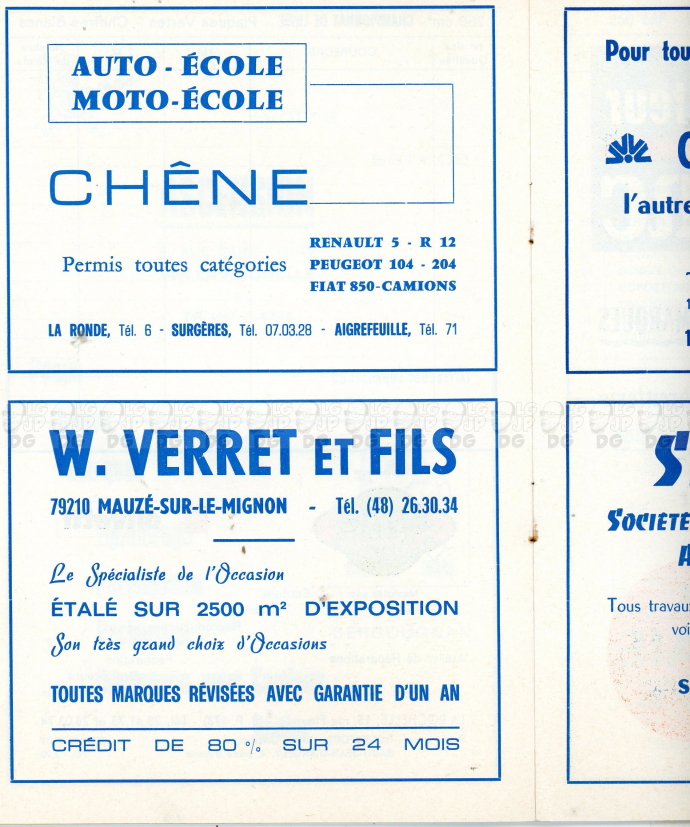 AUTO - ÉCOLE
MOTO-ÉCOLE
CHÊNE
Permis toutes catégories
RENAULT 5 - R 12
PEUGEOT 104 - 204
FIAT 850-CAMIONS
LA RONDE, Tél. 6 - SURGÈRES, Tél. 07.03.28 - AIGREFEUILLE, Tél. 71
W. VERRET ET FILS
79210 MAUZÉ-SUR-LE-MIGNON - Tél. (48) 26.30.34
Le Spécialiste de l'Occasion
ÉTALÉ SUR 2500 m² D'EXPOSITION
Son très grand choix d'Occasions
TOUTES MARQUES RÉVISÉES AVEC GARANTIE D'UN AN
CRÉDIT DE 80 % SUR 24 MOIS
Pour tou
l'autre
SOCIÉTÉ
Tous travau
voi